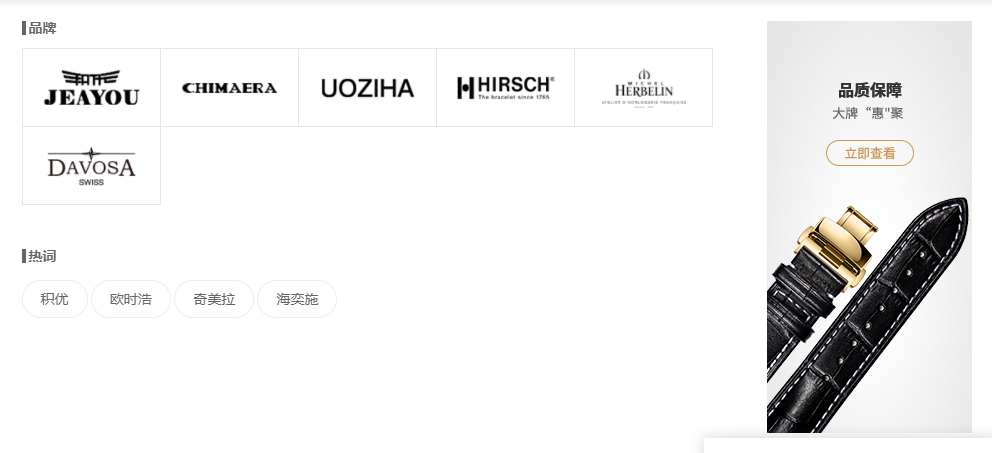 品牌
JEAYOU
CHIMAERA
UOZIHA
HIRSCH®
The bracelet since 1765
MICHEL
HERBELIN
ATELIER D'HORLOGERIE FRANÇAISE
DAVOSA
SWISS
热词
积优
欧时浩
奇美拉
海奕施
品质保障
大牌“惠"聚
立即查看